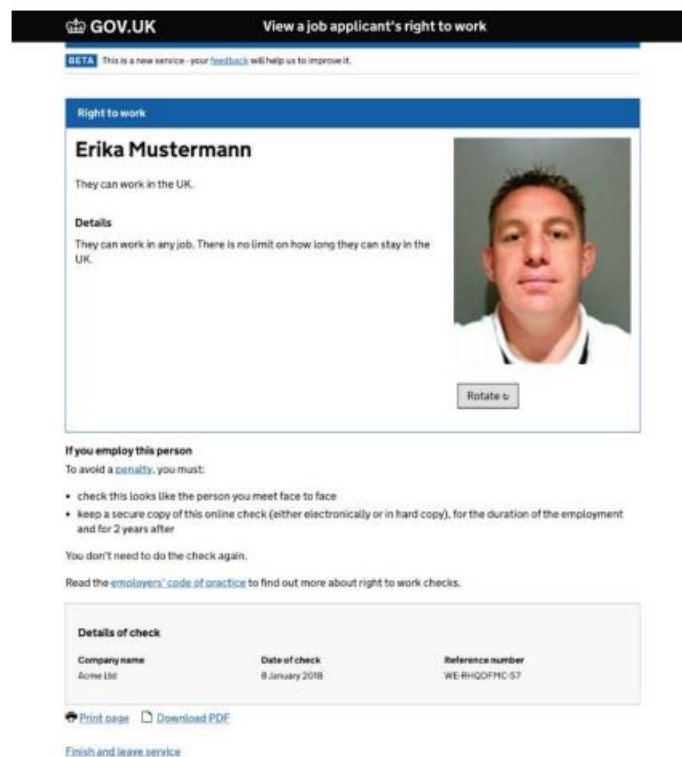 GOV.UK View a job applicant's right to work
BETA This is a new service - your feedback will help us to improve it.
Right to work
Erika Mustermann
They can work in the UK.
Details
They can work in any job. There is no limit on how long they can stay in the
UK.
Rotate ↻
If you employ this person
To avoid a penalty, you must:
• check this looks like the person you meet face to face
• keep a secure copy of this online check (either electronically or in hard copy), for the duration of the employment
and for 2 years after
You don't need to do the check again.
Read the employers' code of practice to find out more about right to work checks.
Details of check
Company name Date of check Reference number
Acme Ltd 8 January 2018 WE-RHQDFMC-57
Print page Download PDF
Finish and leave service